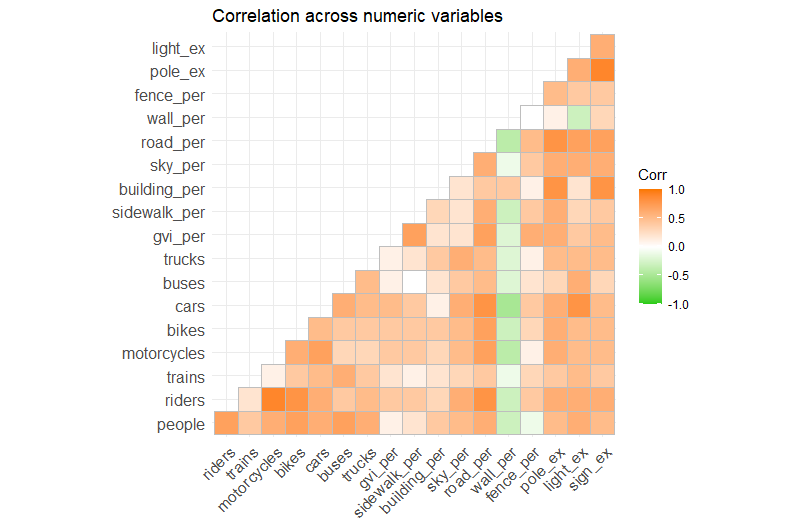 Correlation across numeric variables
light_ex
pole_ex
fence_per
wall_per
road_per
sky_per
building_per
sidewalk_per
gvi_per
trucks
buses
cars
bikes
motorcycles
trains
riders
people
riders
trains
motorcycles
bikes
cars
buses
trucks
gvi_per
sidewalk_per
building_per
sky_per
road_per
wall_per
fence_per
pole_ex
light_ex
sign_ex
Corr
1.0
0.5
0.0
-0.5
-1.0